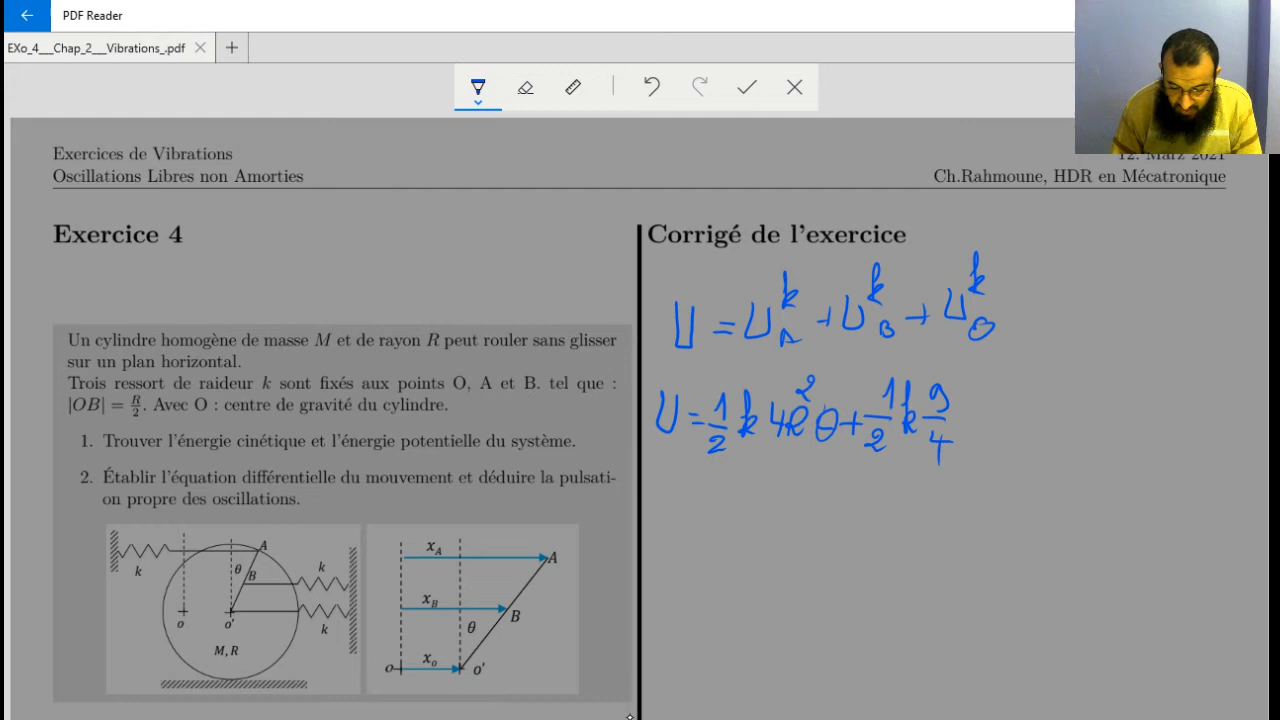 PDF Reader
EXo_4___Chap_2___Vibrations_.pdf
Exercices de Vibrations
Oscillations Libres non Amorties
12. März 2021
Ch.Rahmoune, HDR en Mécatronique
Exercice 4
Un cylindre homogène de masse M et de rayon R peut rouler sans glisser
sur un plan horizontal.
Trois ressort de raideur k sont fixés aux points O, A et B. tel que :
|OB| = R/2. Avec O : centre de gravité du cylindre.
1. Trouver l'énergie cinétique et l'énergie potentielle du système.
2. Établir l'équation différentielle du mouvement et déduire la pulsati-
on propre des oscillations.
k
A
θ
B
k
o
o'
k
M, R
x_A
A
x_B
B
θ
o
x_o
o'
Corrigé de l'exercice
U = U_A^k + U_B^k + U_O^k
U = 1/2 k 4R² θ + 1/2 k 9/4